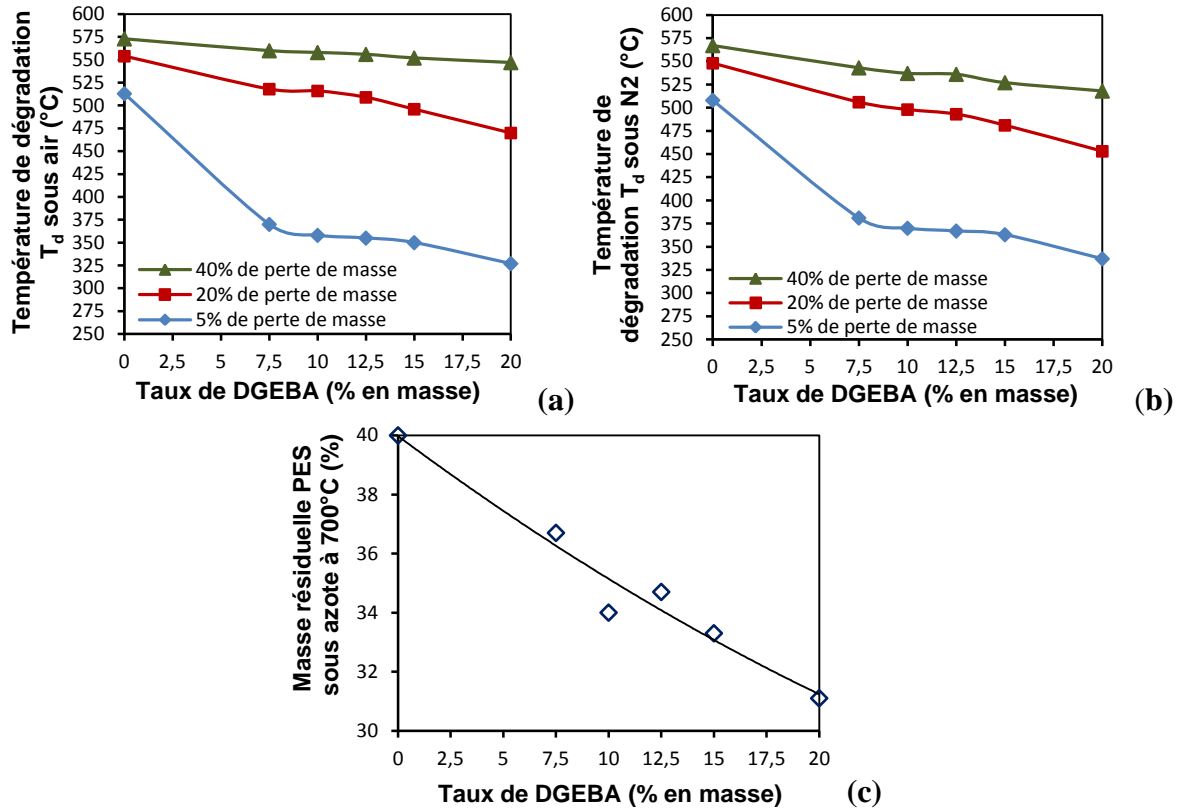 Température de dégradation
T_d sous air (°C)
600
575
550
525
500
475
450
425
400
375
350
325
300
275
250
40% de perte de masse
20% de perte de masse
5% de perte de masse
0 2,5 5 7,5 10 12,5 15 17,5 20
Taux de DGEBA (% en masse)
(a)
Température de
dégradation T_d sous N2 (°C)
600
575
550
525
500
475
450
425
400
375
350
325
300
275
250
40% de perte de masse
20% de perte de masse
5% de perte de masse
0 2,5 5 7,5 10 12,5 15 17,5 20
Taux de DGEBA (% en masse)
(b)
Masse résiduelle PES
sous azote à 700°C (%)
40
38
36
34
32
30
0 2,5 5 7,5 10 12,5 15 17,5 20
Taux de DGEBA (% en masse)
(c)